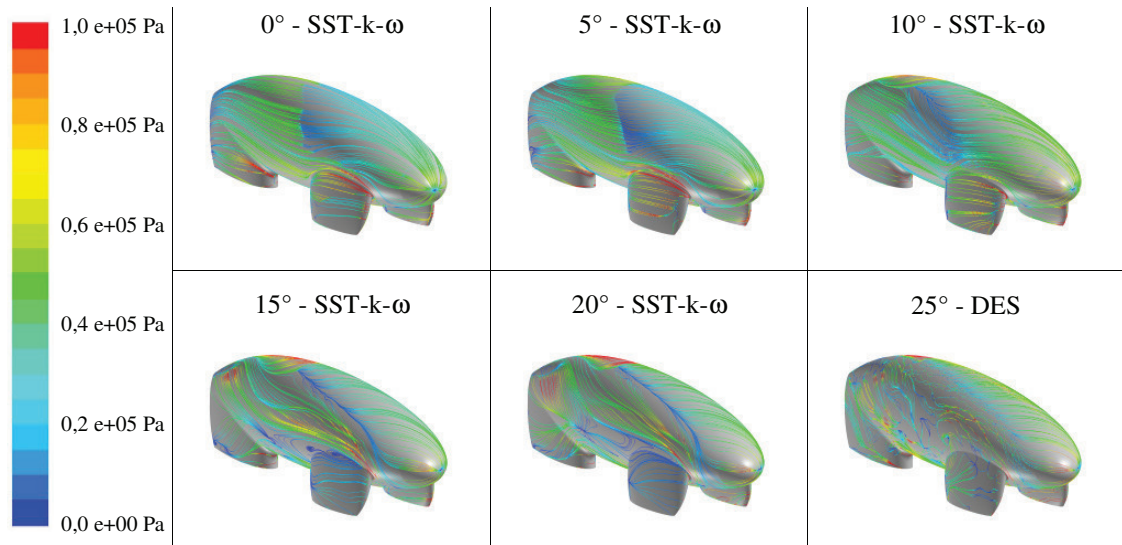 1,0 e+05 Pa
0,8 e+05 Pa
0,6 e+05 Pa
0,4 e+05 Pa
0,2 e+05 Pa
0,0 e+00 Pa
0° - SST-k-ω
5° - SST-k-ω
10° - SST-k-ω
15° - SST-k-ω
20° - SST-k-ω
25° - DES